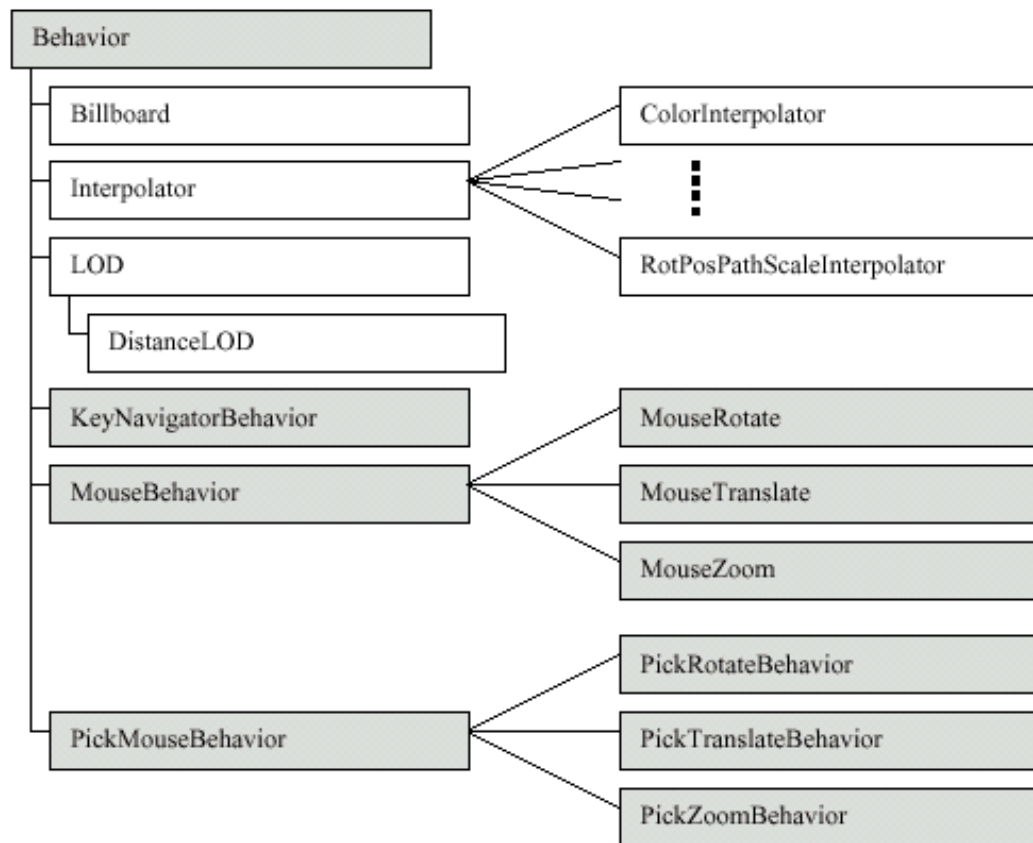 Behavior
Billboard
ColorInterpolator
Interpolator
LOD
RotPosPathScaleInterpolator
DistanceLOD
KeyNavigatorBehavior
MouseRotate
MouseBehavior
MouseTranslate
MouseZoom
PickRotateBehavior
PickMouseBehavior
PickTranslateBehavior
PickZoomBehavior